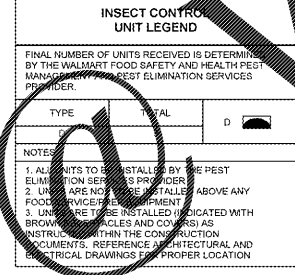 INSECT CONTROL
UNIT LEGEND
FINAL NUMBER OF UNITS RECEIVED IS DETERMINED
BY THE WALMART FOOD SAFETY AND HEALTH PEST
MANAGEMENT AND PEST ELIMINATION SERVICES
PROVIDER.
TYPE TOTAL D
D
NOTES
1. ALL UNITS TO BE INSTALLED BY THE PEST
ELIMINATION SERVICES PROVIDER
2. UNITS ARE NOT TO BE INSTALLED ABOVE ANY
FOOD SERVICE/PREP EQUIPMENT
3. UNITS ARE TO BE INSTALLED (INDICATED WITH
BROWN RECEPTACLES AND COVERS) AS
INSTRUCTED WITHIN THE CONSTRUCTION
DOCUMENTS. REFERENCE ARCHITECTURAL AND
ELECTRICAL DRAWINGS FOR PROPER LOCATION